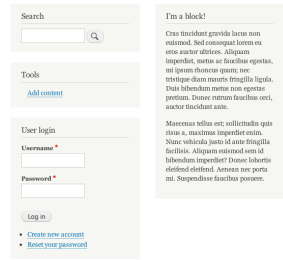 Search
Tools
Add content
User login
Username *
Password *
Log in
Create new account
Reset your password
I'm a block!
Cras tincidunt gravida lacus non
euismod. Sed consequat lorem eu
eros auctor ultrices. Aliquam
imperdiet, metus ac faucibus egestas,
mi ipsum rhoncus quam; nec
tristique diam mauris fringilla ligula.
Duis bibendum metus non egestas
pretium. Donec rutrum faucibus orci,
auctor tincidunt ante.
Maecenas tellus est; sollicitudin quis
risus a, maximus imperdiet enim.
Nunc vehicula justo id ante fringilla
facilisis. Aliquam euismod sem id
bibendum imperdiet? Donec lobortis
eleifend eleifend. Aenean nec porta
mi. Suspendisse faucibus posuere.